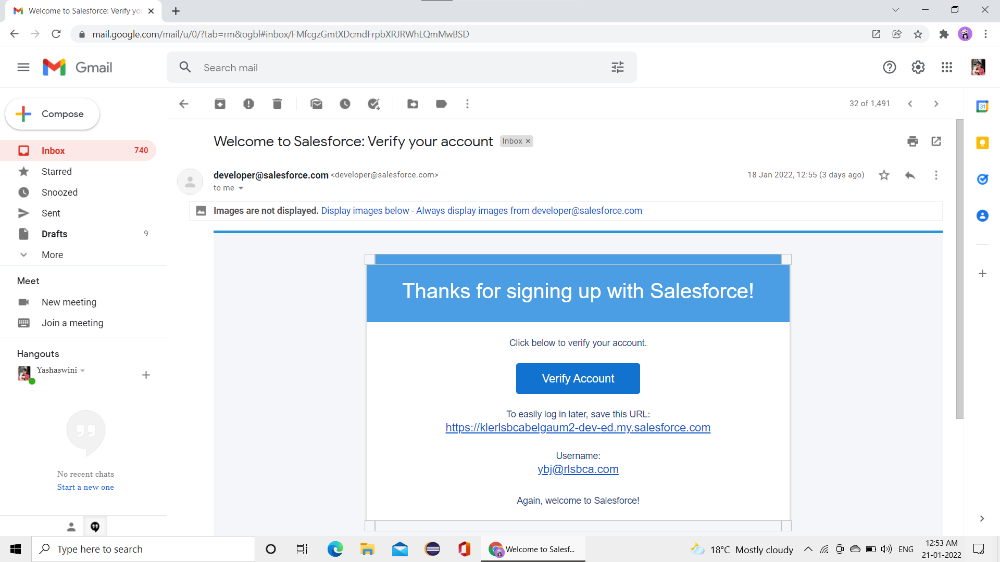 Welcome to Salesforce: Verify yo
mail.google.com/mail/u/0/?tab=rm&ogbl#inbox/FMfcgzGmtXDcmdFrpbXRJRWhLQmMwBSD
Gmail
Search mail
Compose
32 of 1,491
31
Welcome to Salesforce: Verify your account
Inbox ×
Inbox 740
Starred
Snoozed
Sent
Drafts 9
More
developer@salesforce.com <developer@salesforce.com>
18 Jan 2022, 12:55 (3 days ago)
to me
Images are not displayed. Display images below - Always display images from developer@salesforce.com
Meet
New meeting
Join a meeting
Hangouts
Yashaswini
No recent chats
Start a new one
Thanks for signing up with Salesforce!
Click below to verify your account.
Verify Account
To easily log in later, save this URL:
https://klerlsbcabelgaum2-dev-ed.my.salesforce.com
Username:
ybj@rlsbca.com
Again, welcome to Salesforce!
Type here to search
Welcome to Salesf...
18°C Mostly cloudy
ENG
12:53 AM
21-01-2022